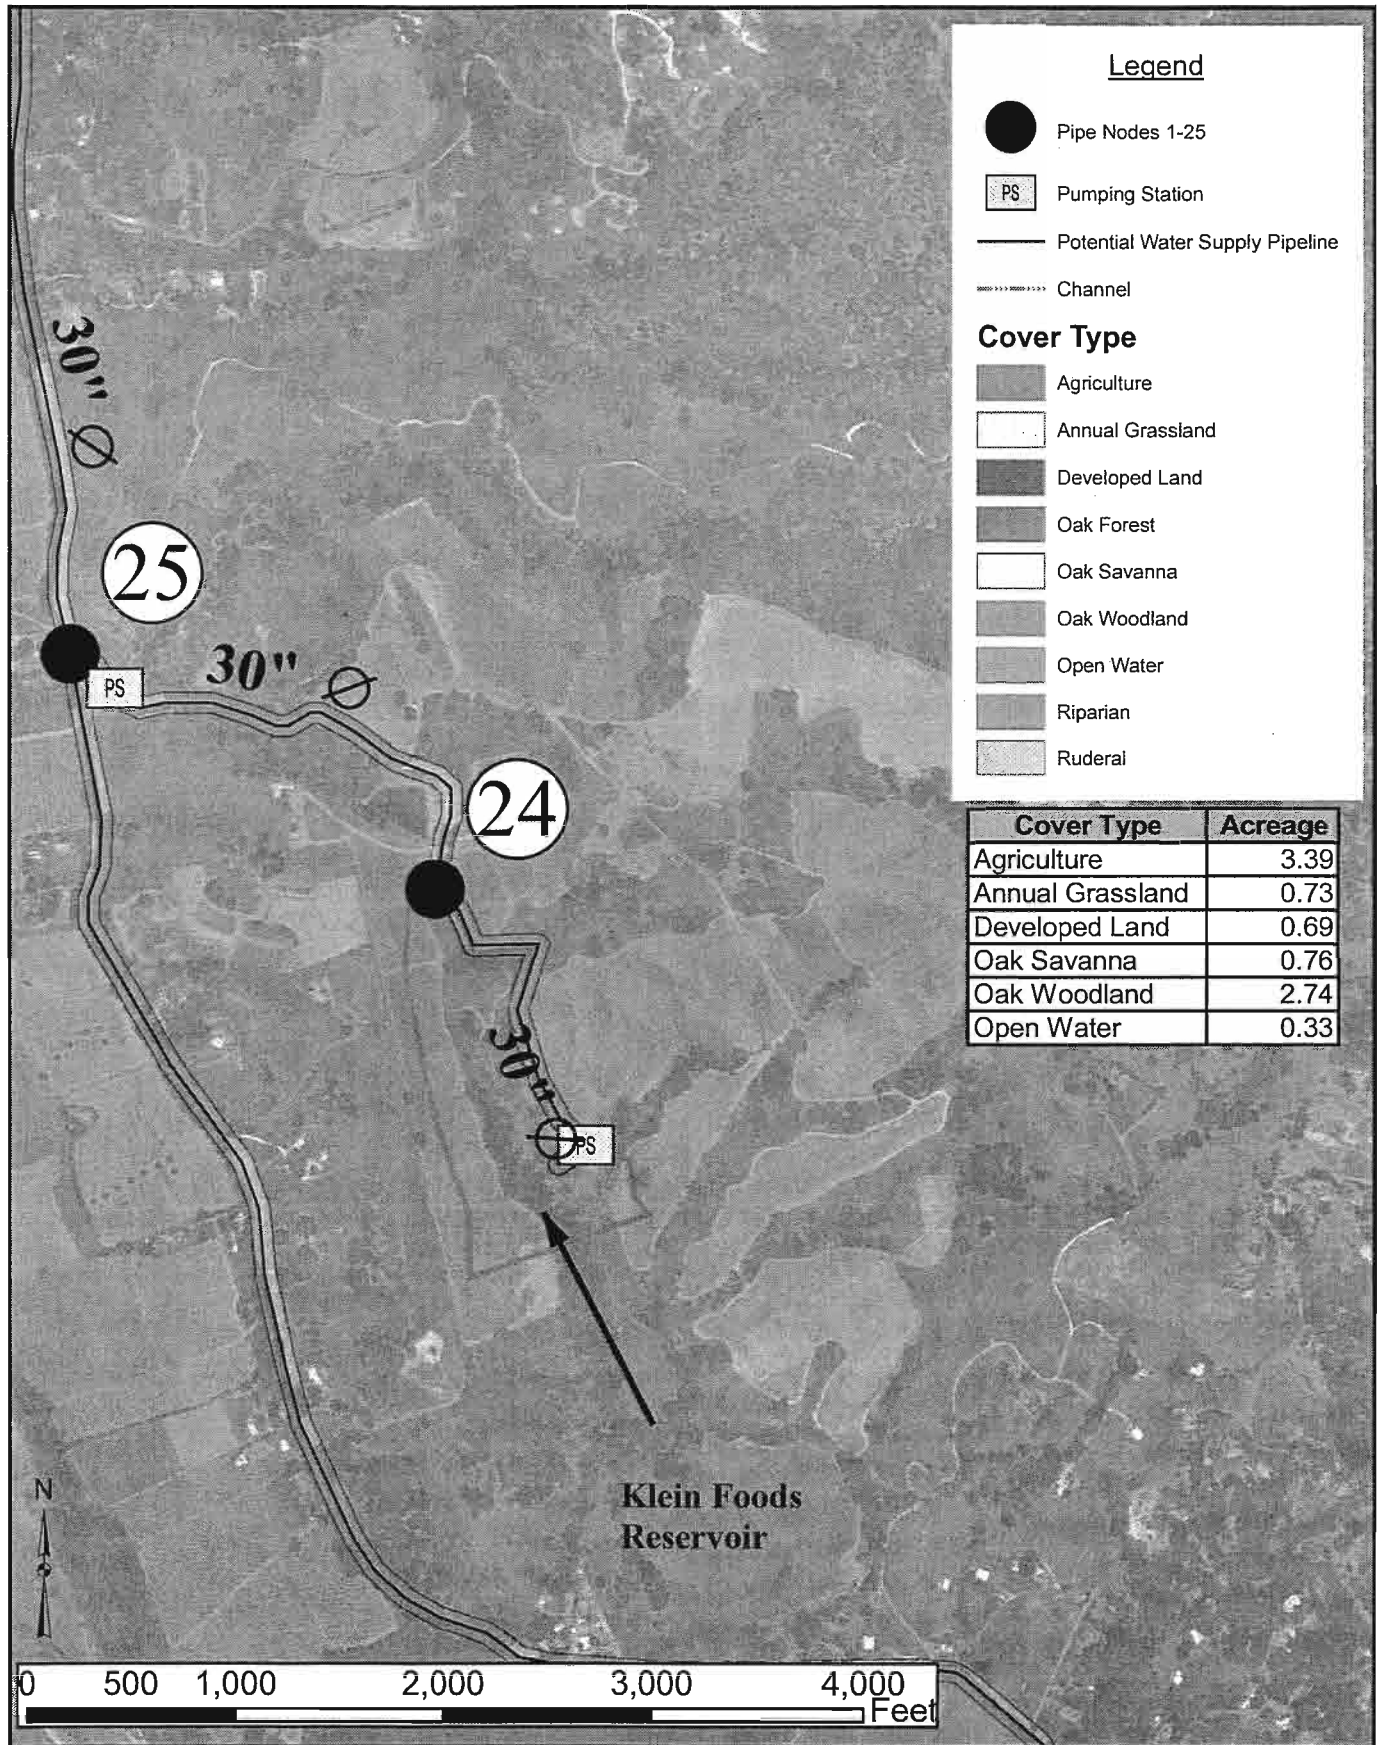 Legend
Pipe Nodes 1-25
PS Pumping Station
Potential Water Supply Pipeline
Channel
Cover Type
Agriculture
Annual Grassland
Developed Land
Oak Forest
Oak Savanna
Oak Woodland
Open Water
Riparian
Ruderal
Cover Type Acreage
Agriculture 3.39
Annual Grassland 0.73
Developed Land 0.69
Oak Savanna 0.76
Oak Woodland 2.74
Open Water 0.33
30" Ø
25
PS
30" Ø
24
30" Ø
PS
Klein Foods
Reservoir
N
0 500 1,000 2,000 3,000 4,000
Feet